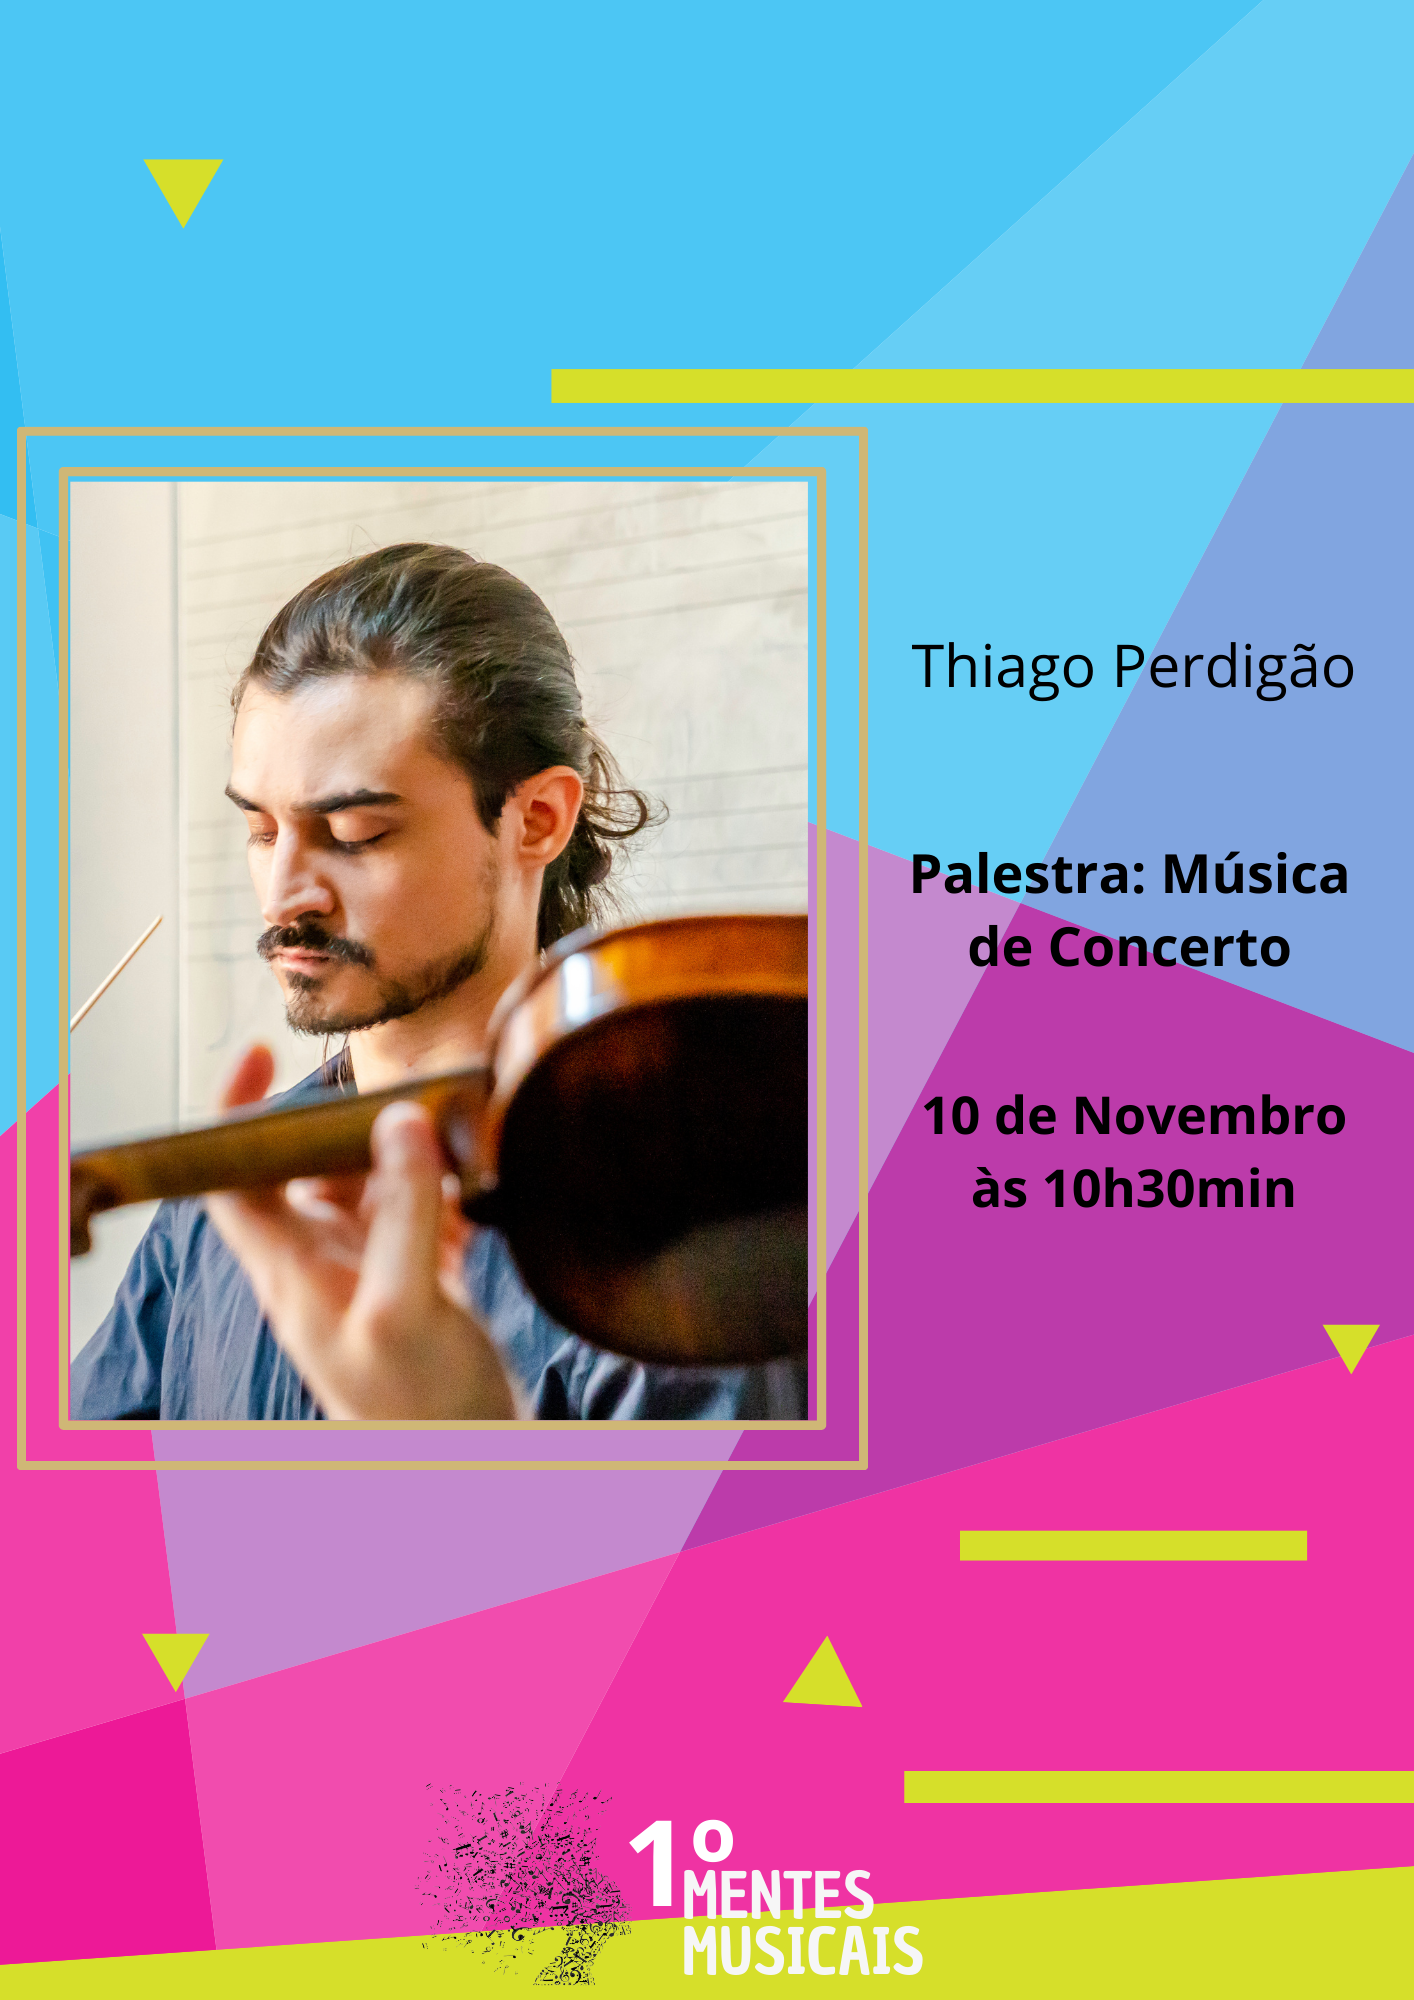 Thiago Perdigão
Palestra: Música
de Concerto
10 de Novembro
às 10h30min
1º
MENTES
MUSICAIS